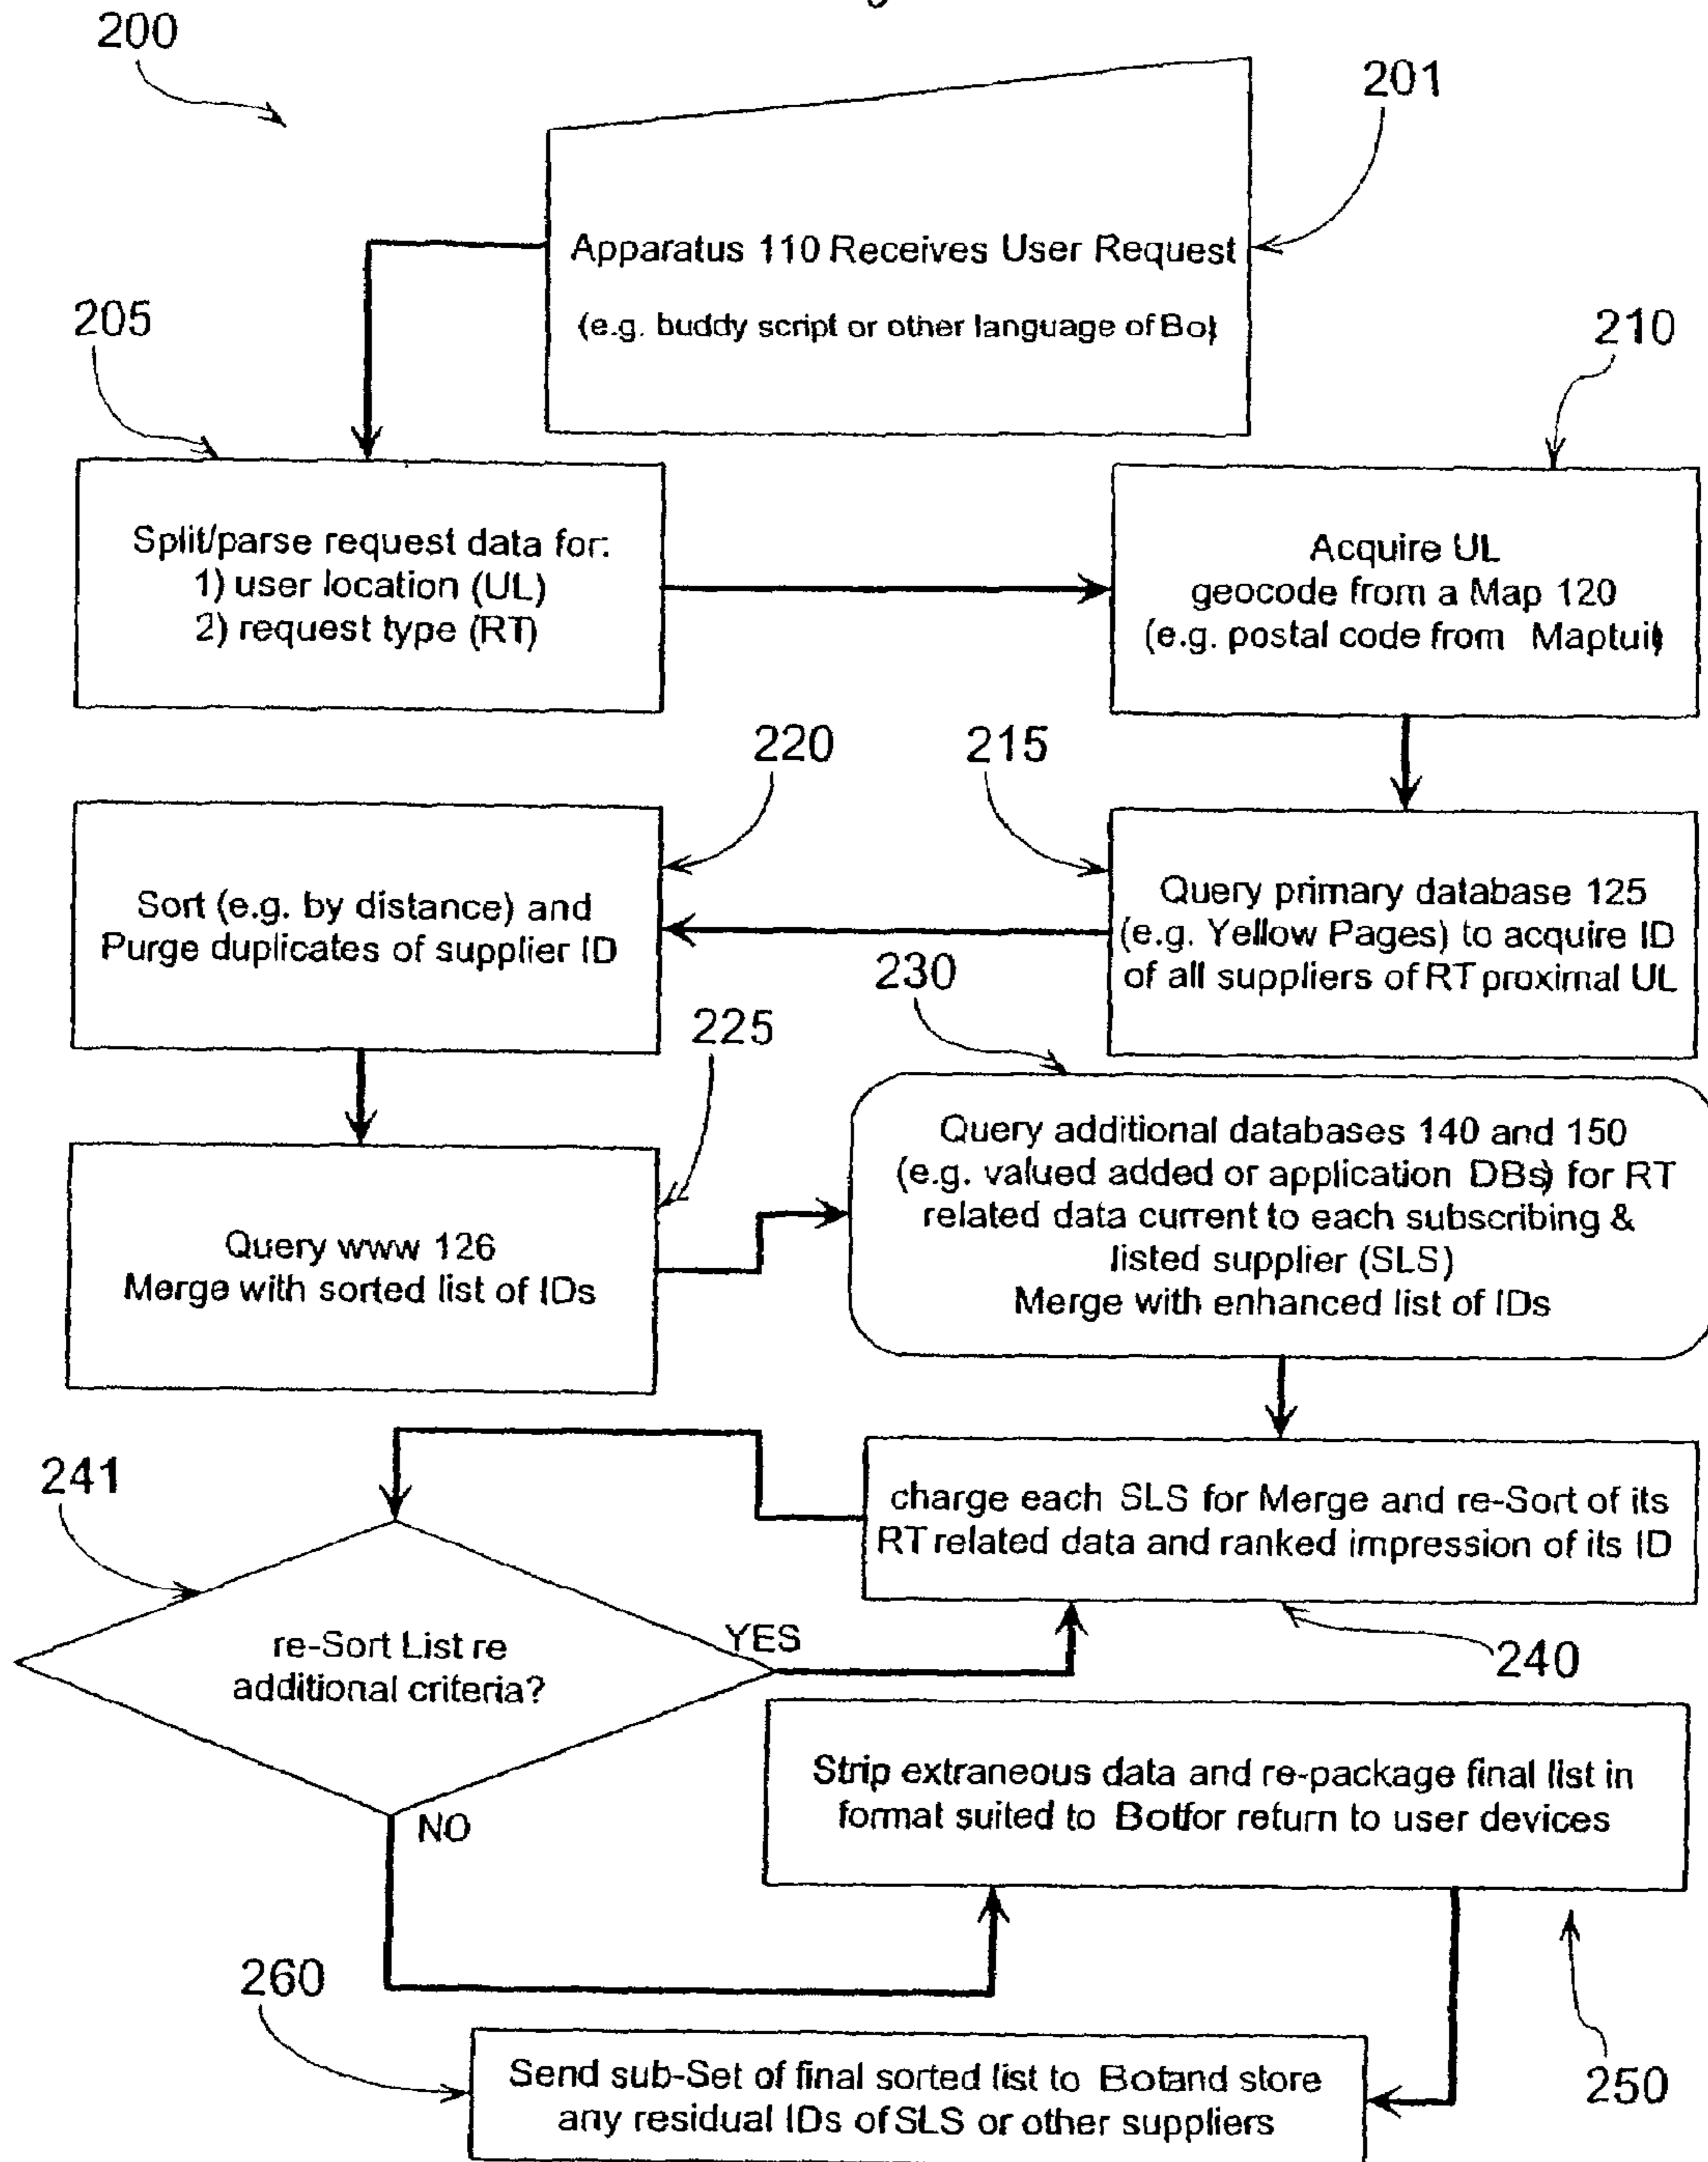 200
201
Apparatus 110 Receives User Request
(e.g. buddy script or other language of Bot)
205
210
Split/parse request data for:
1) user location (UL)
2) request type (RT)
Acquire UL
geocode from a Map 120
(e.g. postal code from Maptuit)
220
215
Sort (e.g. by distance) and
Purge duplicates of supplier ID
Query primary database 125
(e.g. Yellow Pages) to acquire ID
of all suppliers of RT proximal UL
230
225
Query www 126
Merge with sorted list of IDs
Query additional databases 140 and 150
(e.g. valued added or application DBs) for RT
related data current to each subscribing &
listed supplier (SLS)
Merge with enhanced list of IDs
241
charge each SLS for Merge and re-Sort of its
RT related data and ranked impression of its ID
re-Sort List re
additional criteria?
YES
240
NO
Strip extraneous data and re-package final list in
format suited to Bot for return to user devices
260
250
Send sub-Set of final sorted list to Bot and store
any residual IDs of SLS or other suppliers